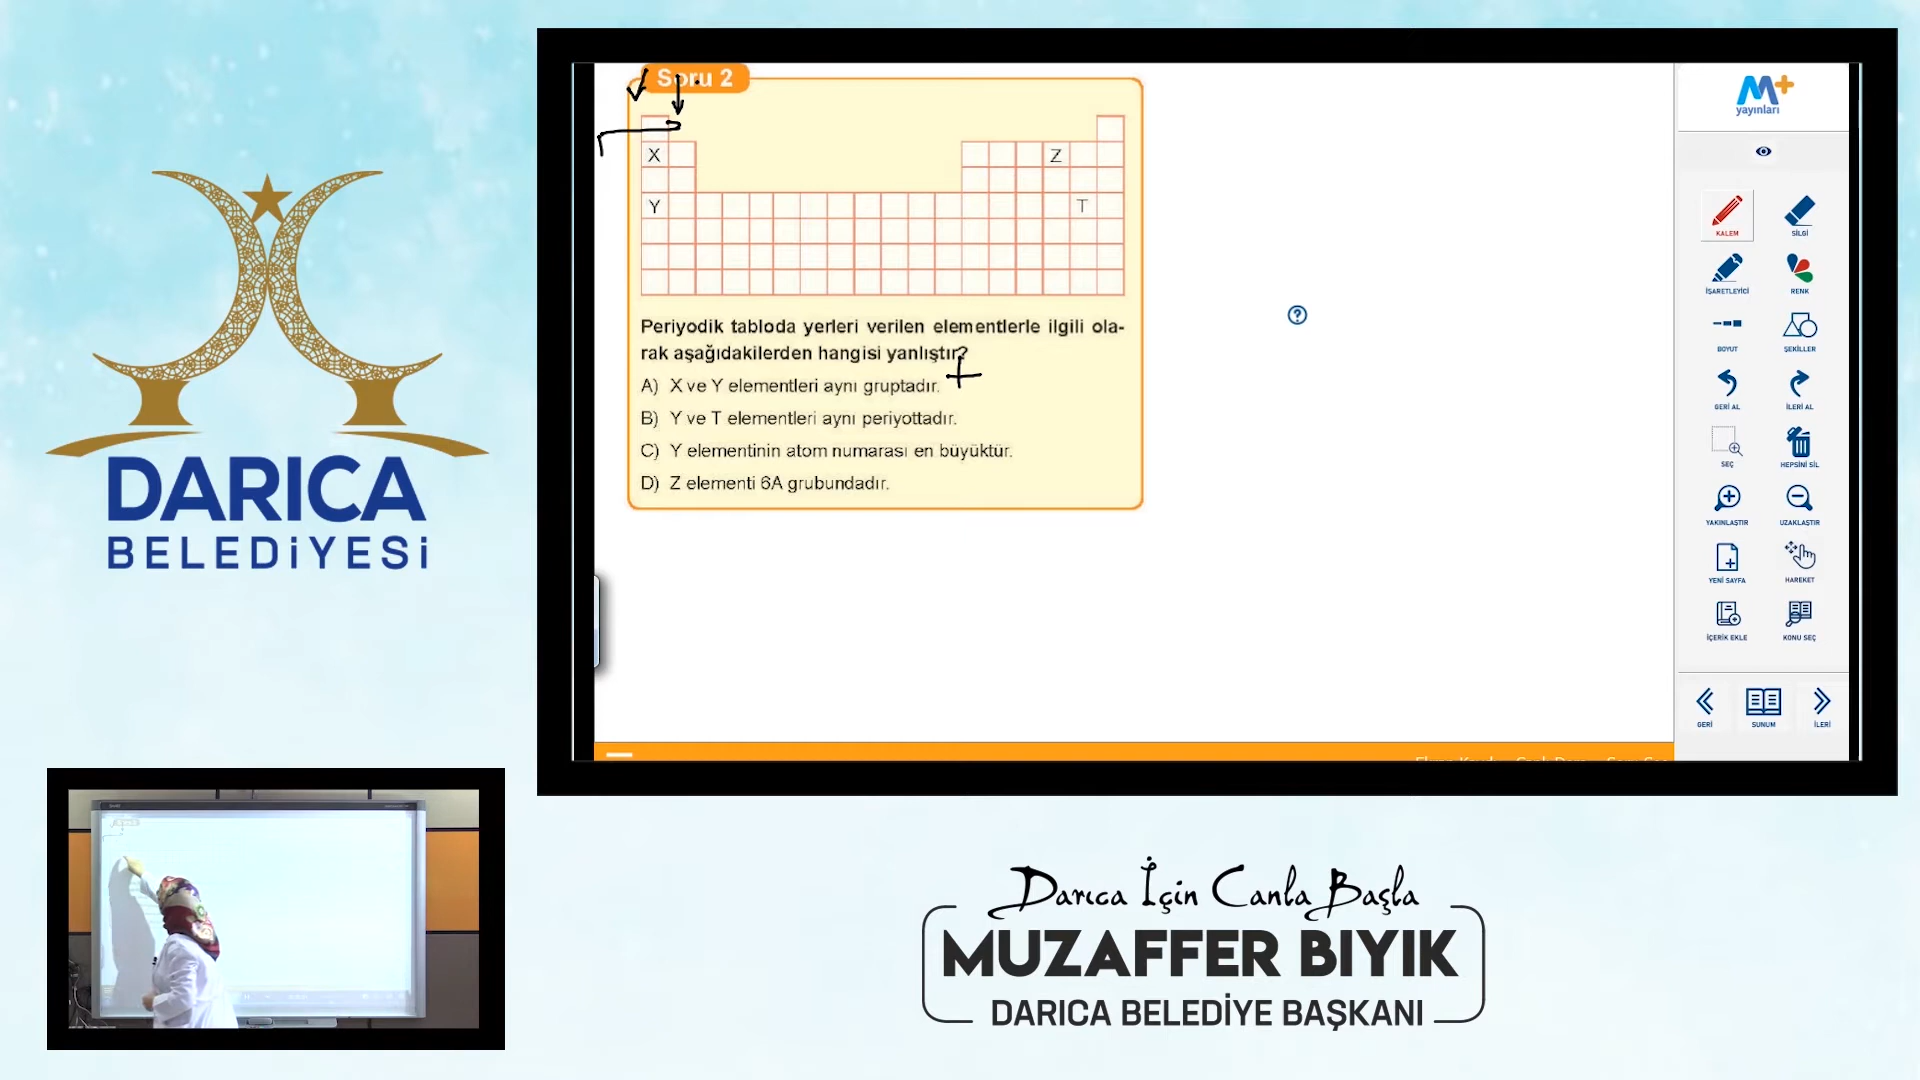 DARICA
BELEDİYESİ
Soru 2
X
Z
Y
T
Periyodik tabloda yerleri verilen elementlerle ilgili ola-
rak aşağıdakilerden hangisi yanlıştır?
A) X ve Y elementleri aynı gruptadır.
B) Y ve T elementleri aynı periyottadır.
C) Y elementinin atom numarası en büyüktür.
D) Z elementi 6A grubundadır.
M+
yayınları
KALEM
SİLGİ
İŞARETLEYİCİ
RENK
BOYUT
ŞEKİLLER
GERİ AL
İLERİ AL
SEÇ
HEPSİNİ SİL
YAKINLAŞTIR
UZAKLAŞTIR
YENİ SAYFA
HAREKET
İÇERİK EKLE
KONU SEÇ
GERİ
SUNUM
İLERİ
Darıca İçin Canla Başla
MUZAFFER BIYIK
DARICA BELEDİYE BAŞKANI